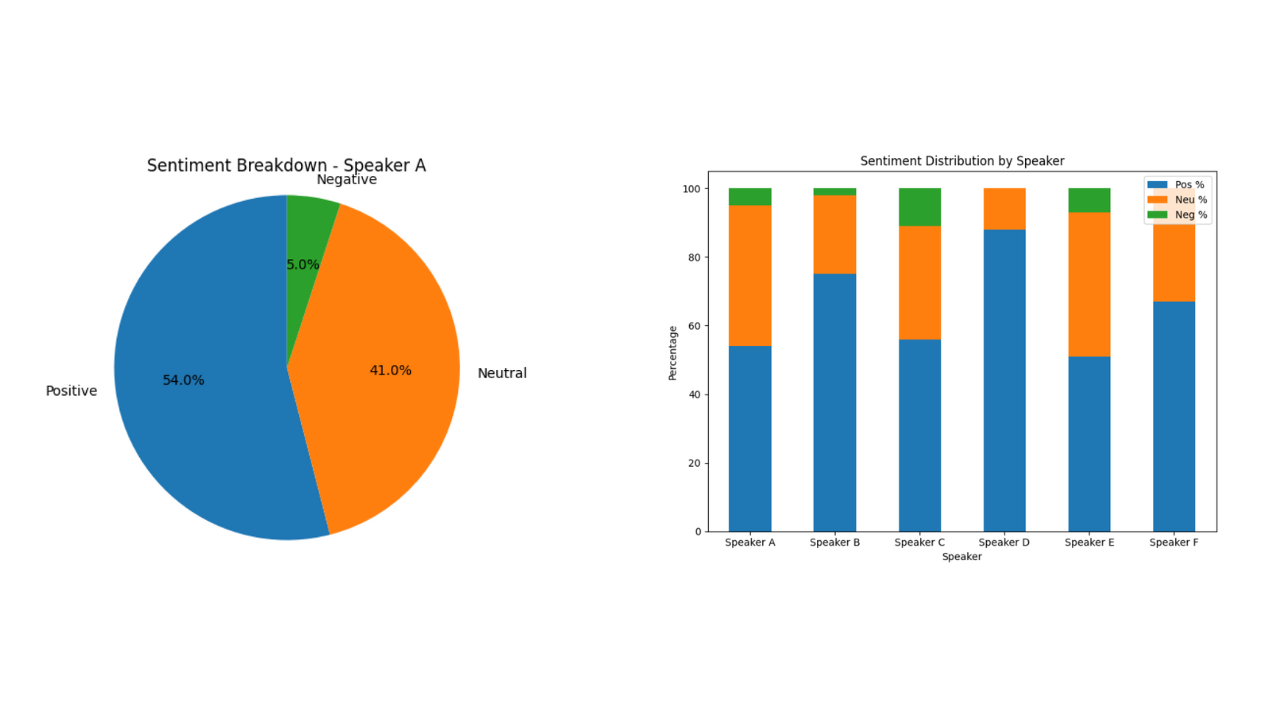 Sentiment Breakdown - Speaker A
Negative
5.0%
41.0%
Neutral
54.0%
Positive
Sentiment Distribution by Speaker
Pos %
Neu %
Neg %
100
80
60
40
20
0
Percentage
Speaker A Speaker B Speaker C Speaker D Speaker E Speaker F
Speaker